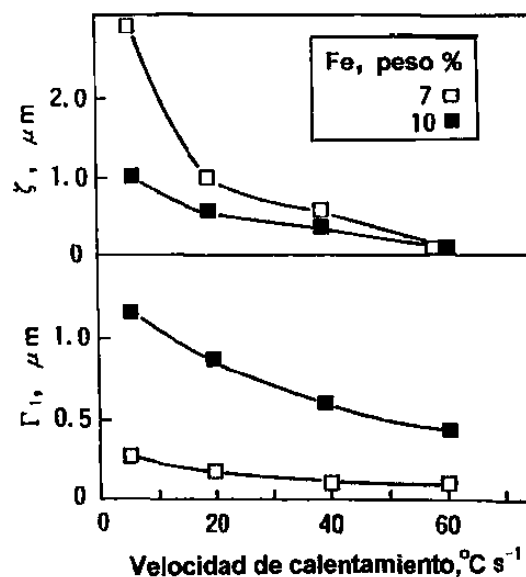 Fe, peso %
7 □
10 ■
2.0
1.0
0
ζ, μm
1.0
0.5
0
Γ₁, μm
0 20 40 60
Velocidad de calentamiento,°C s⁻¹